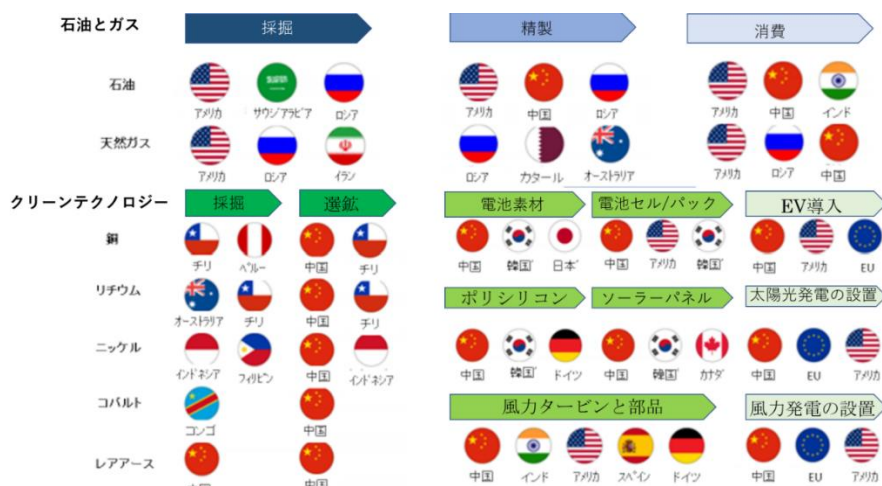 石油とガス 採掘 精製 消費
石油
アメリカ サウジアラビア ロシア アメリカ 中国 ロシア アメリカ 中国 インド
天然ガス
アメリカ ロシア イラン ロシア カタール オーストラリア アメリカ ロシア 中国
クリーンテクノロジー 採掘 選鉱 電池素材 電池セル/パック EV導入
銅
チリ ペルー 中国 チリ 中国 韓国 日本 中国 アメリカ 韓国 中国 アメリカ EU
リチウム ポリシリコン ソーラーパネル 太陽光発電の設置
オーストラリア チリ 中国 チリ
ニッケル
インドネシア フィリピン 中国 インドネシア 中国 韓国 ドイツ 中国 韓国 カナダ 中国 EU アメリカ
コバルト 風力タービンと部品 風力発電の設置
コンゴ 中国
レアアース
中国 インド アメリカ スペイン ドイツ 中国 EU アメリカ